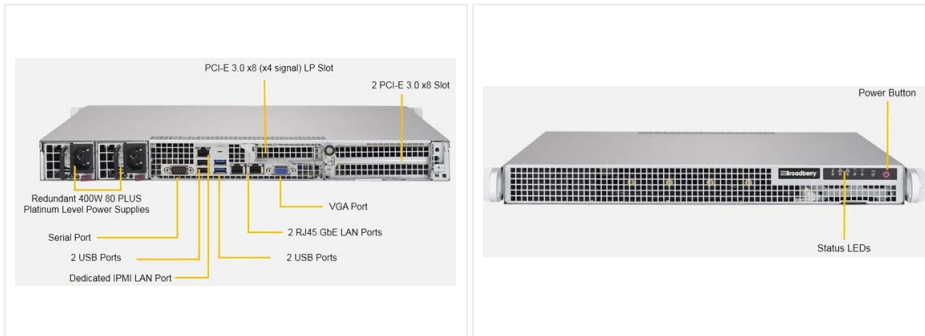 PCI-E 3.0 x8 (x4 signal) LP Slot
2 PCI-E 3.0 x8 Slot
Redundant 400W 80 PLUS
Platinum Level Power Supplies
VGA Port
Serial Port
2 RJ45 GbE LAN Ports
2 USB Ports
2 USB Ports
Dedicated IPMI LAN Port
Power Button
Broadberry
Status LEDs